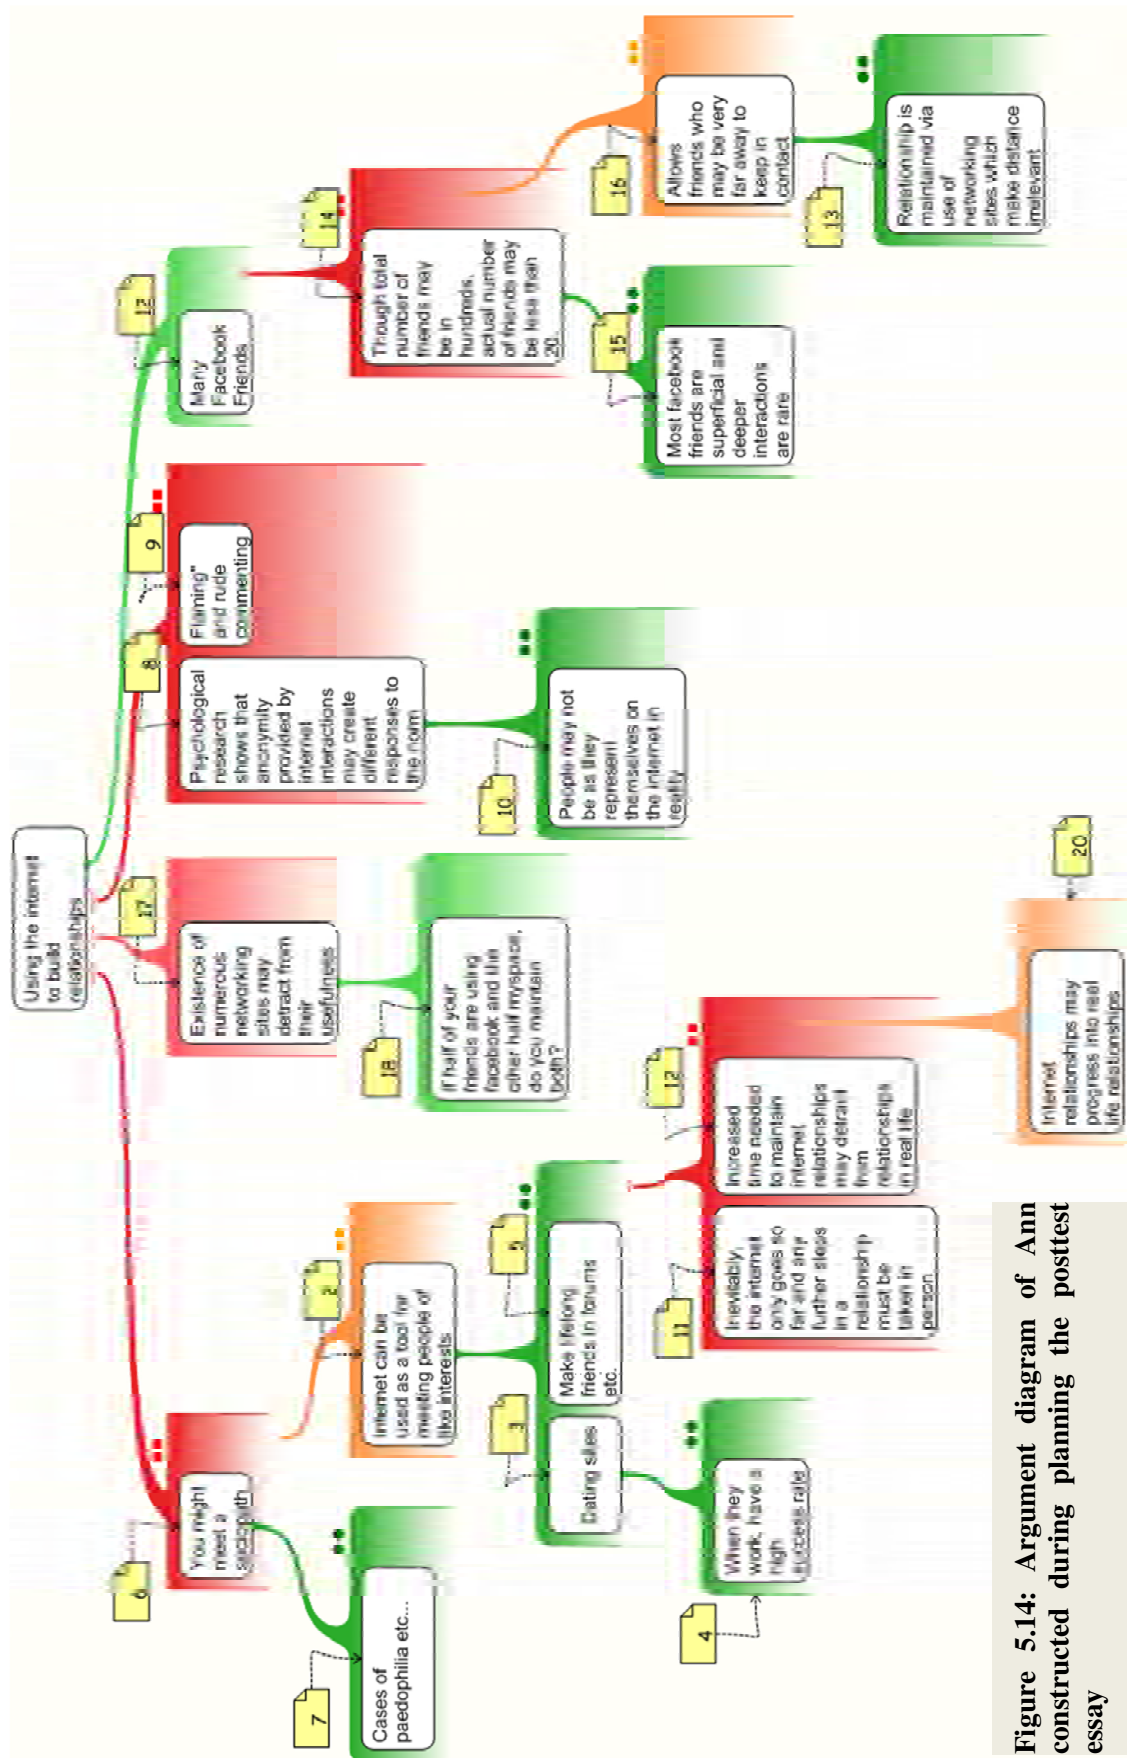 Using the internet
to build
relationships
6
You might
meet a
sociopath
7
Cases of
paedophilia etc...
2
Internet can be
used as a tool for
meeting people of
like interests
3
Dating sites
4
When they
work, have a
high
success rate
5
Make lifelong
friends in forums
etc.
11
Inevitably,
the internet
only goes so
far and any
further steps
in a
relationship
must be
taken in
person
12
Increased
time needed
to maintain
internet
relationships
may detract
from
relationships
in real life
20
Internet
relationships may
progress into real
life relationships
17
Existence of
numerous
networking
sites may
detract from
their
usefulness
18
If half of your
friends are using
facebook and the
other half myspace,
do you maintain
both?
8
Psychological
research
shows that
anonymity
provided by
internet
interactions
may create
different
responses to
the norm
9
Flaming"
and rude
commenting
10
People may not
be as they
represent
themselves on
the internet in
reality
Many
Facebook
Friends
14
Though total
number of
friends may
be in
hundreds,
actual number
of friends may
be less than
20.
15
Most facebook
friends are
superficial and
deeper
interactions
are rare
16
Allows
friends who
may be very
far away to
keep in
contact
13
Relationship is
maintained via
use of
networking
sites which
make distance
irrelevant
Figure 5.14: Argument diagram of Ann
constructed during planning the posttest
essay